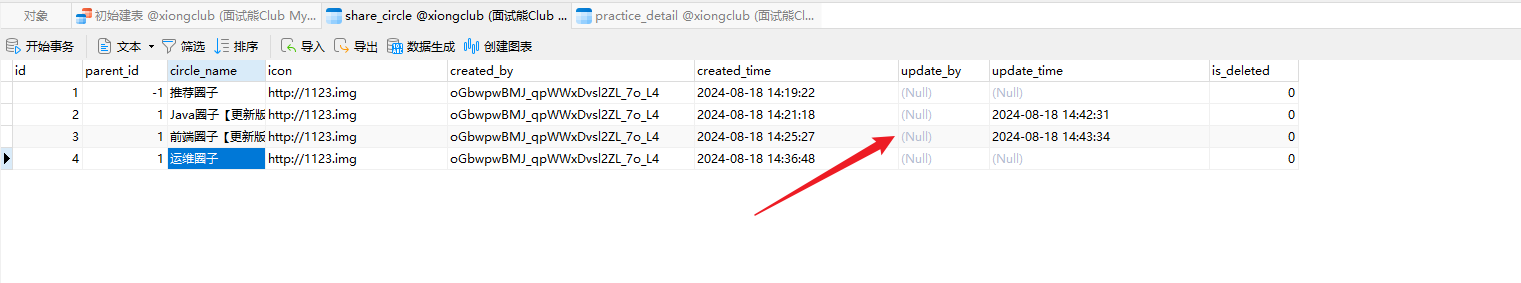 对象 初始建表 @xiongclub (面试能Club My... share_circle @xiongclub (面试能Club ... practice_detail @xiongclub (面试能Cl...
开始事务 文本 筛选 排序 导入 导出 数据生成 创建图表
id parent_id circle_name icon created_by created_time update_by update_time is_deleted
1 -1 推荐圈子 http://1123.img oGbwpwBMJ_qpWWxDvsl2ZL_7o_L4 2024-08-18 14:19:22 (Null) (Null) 0
2 1 Java圈子【更新版 http://1123.img oGbwpwBMJ_qpWWxDvsl2ZL_7o_L4 2024-08-18 14:21:18 (Null) 2024-08-18 14:42:31 0
3 1 前端圈子【更新版 http://1123.img oGbwpwBMJ_qpWWxDvsl2ZL_7o_L4 2024-08-18 14:25:27 (Null) 2024-08-18 14:43:34 0
4 1 运维圈子 http://1123.img oGbwpwBMJ_qpWWxDvsl2ZL_7o_L4 2024-08-18 14:36:48 (Null) (Null) 0